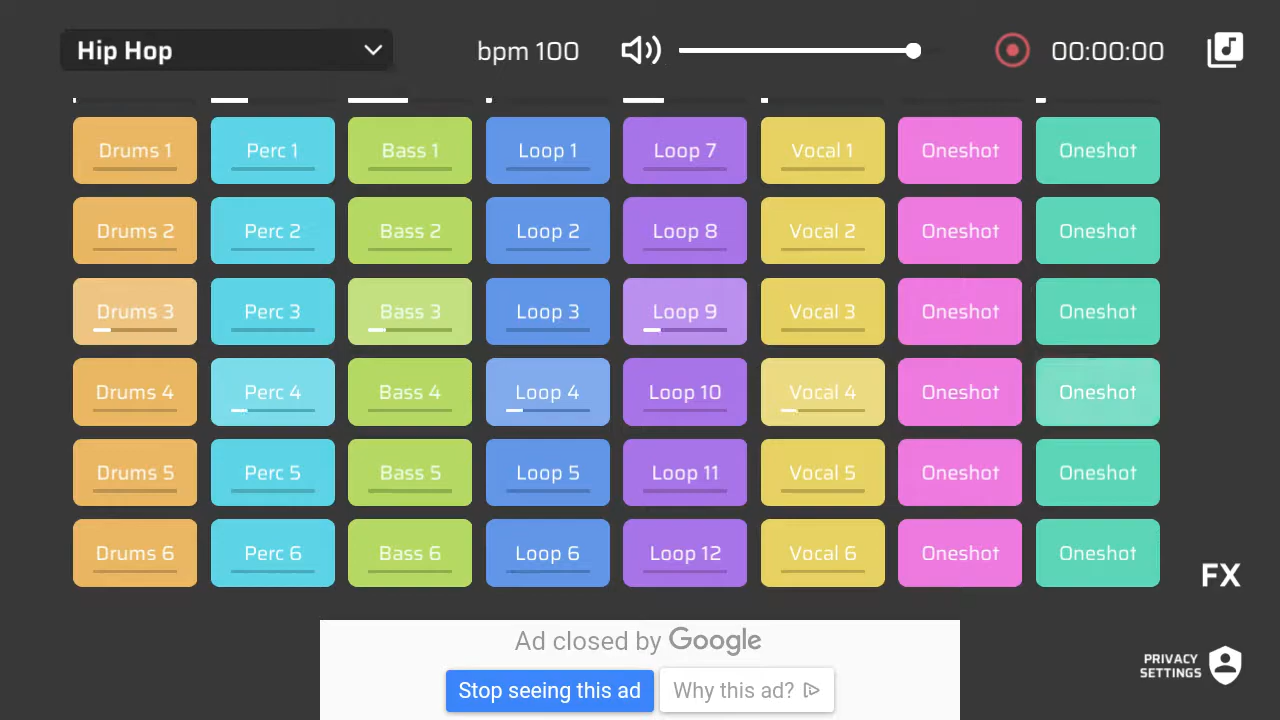 Hip Hop bpm 100 00:00:00
Drums 1 Perc 1 Bass 1 Loop 1 Loop 7 Vocal 1 Oneshot Oneshot
Drums 2 Perc 2 Bass 2 Loop 2 Loop 8 Vocal 2 Oneshot Oneshot
Drums 3 Perc 3 Bass 3 Loop 3 Loop 9 Vocal 3 Oneshot Oneshot
Drums 4 Perc 4 Bass 4 Loop 4 Loop 10 Vocal 4 Oneshot Oneshot
Drums 5 Perc 5 Bass 5 Loop 5 Loop 11 Vocal 5 Oneshot Oneshot
Drums 6 Perc 6 Bass 6 Loop 6 Loop 12 Vocal 6 Oneshot Oneshot
FX
Ad closed by Google
Stop seeing this ad Why this ad?
PRIVACY
SETTINGS